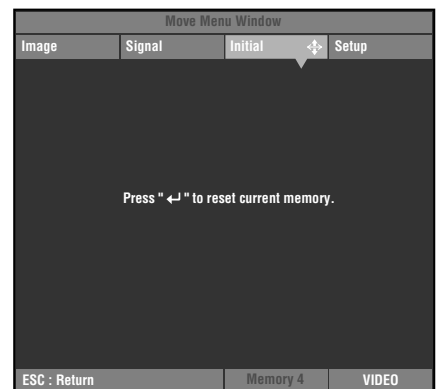 Move Menu Window
Image Signal Initial Setup
Press " ↵ " to reset current memory.
ESC : Return Memory 4 VIDEO